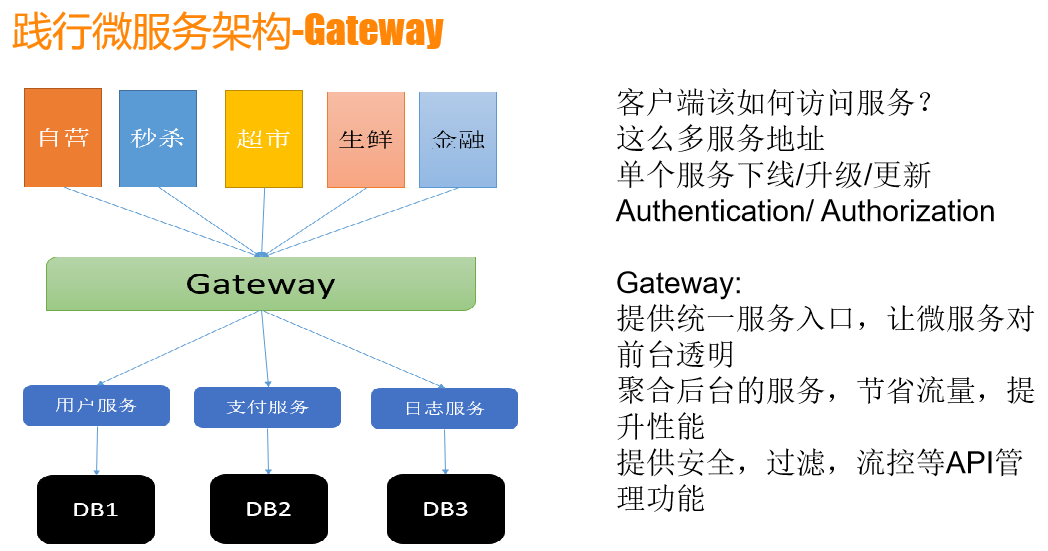 践行微服务架构-Gateway
自营
秒杀
超市
生鲜
金融
Gateway
用户服务
支付服务
日志服务
DB1
DB2
DB3
客户端该如何访问服务？
这么多服务地址
单个服务下线/升级/更新
Authentication/ Authorization
Gateway:
提供统一服务入口，让微服务对
前台透明
聚合后台的服务，节省流量，提
升性能
提供安全，过滤，流控等API管
理功能